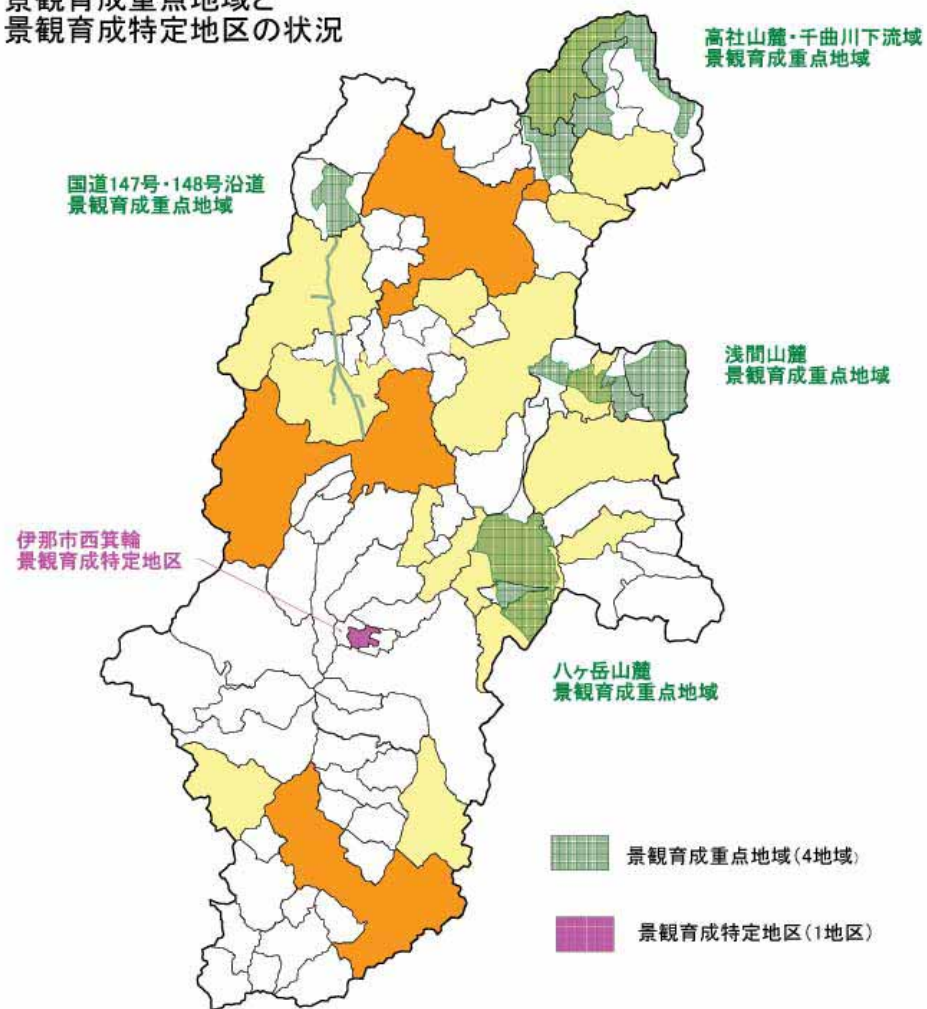 景観育成重点地域と
景観育成特定地区の状況
高社山麓・千曲川下流域
景観育成重点地域
国道147号・148号沿道
景観育成重点地域
浅間山麓
景観育成重点地域
伊那市西箕輪
景観育成特定地区
八ヶ岳山麓
景観育成重点地域
景観育成重点地域(4地域)
景観育成特定地区(1地区)